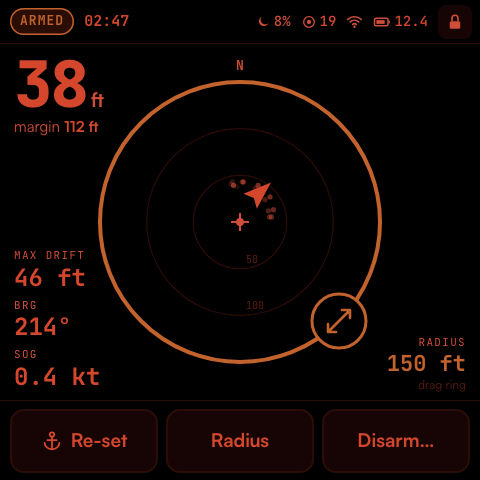 ARMED 02:47 8% 19 12.4
38 ft
margin 112 ft
N
50
100
MAX DRIFT
46 ft
BRG
214°
SOG
0.4 kt
RADIUS
150 ft
drag ring
Re-set Radius Disarm...